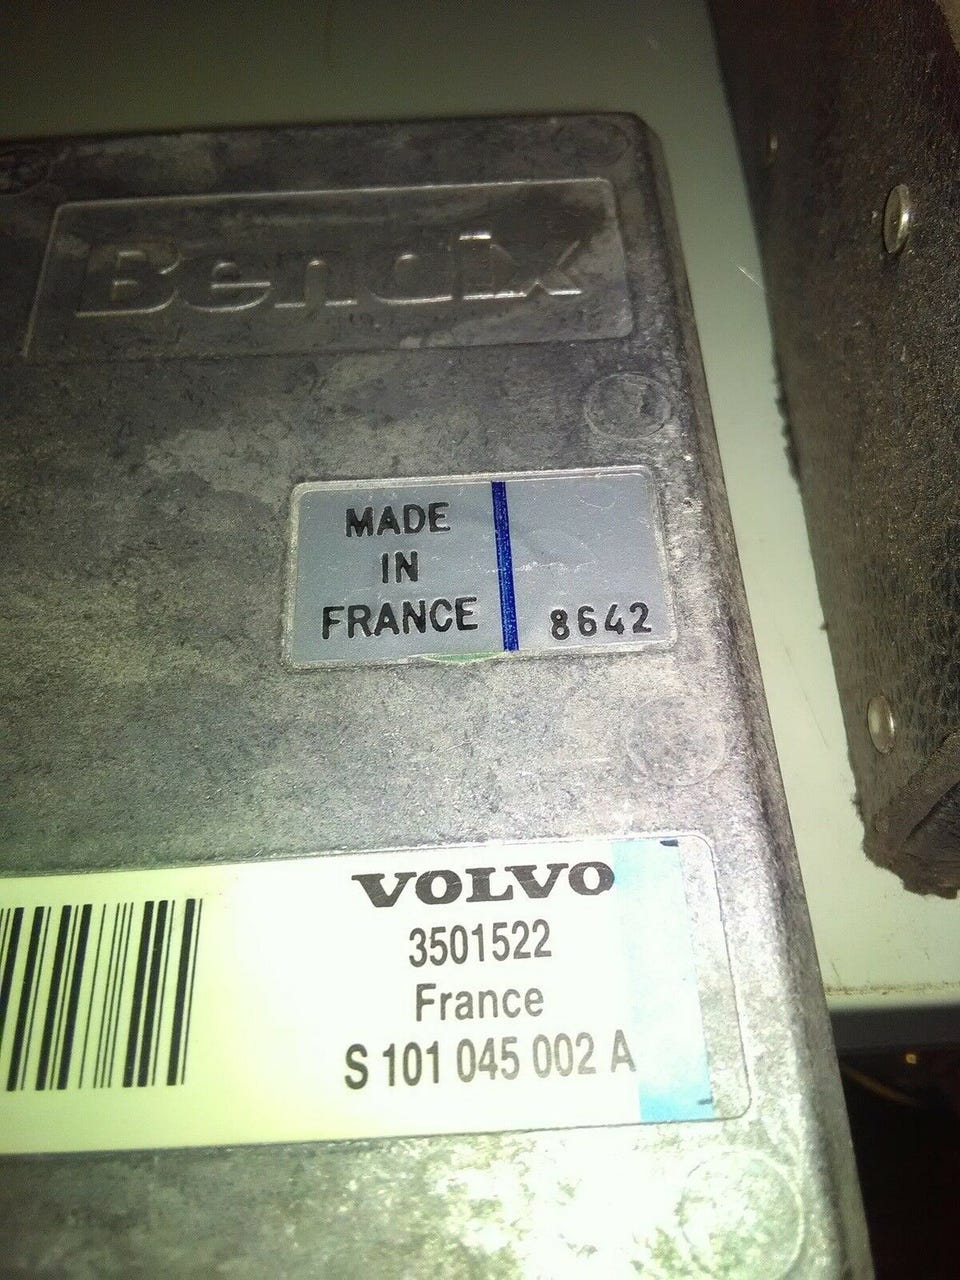 Bendix
MADE
IN
FRANCE
8642
VOLVO
3501522
France
S 101 045 002 A